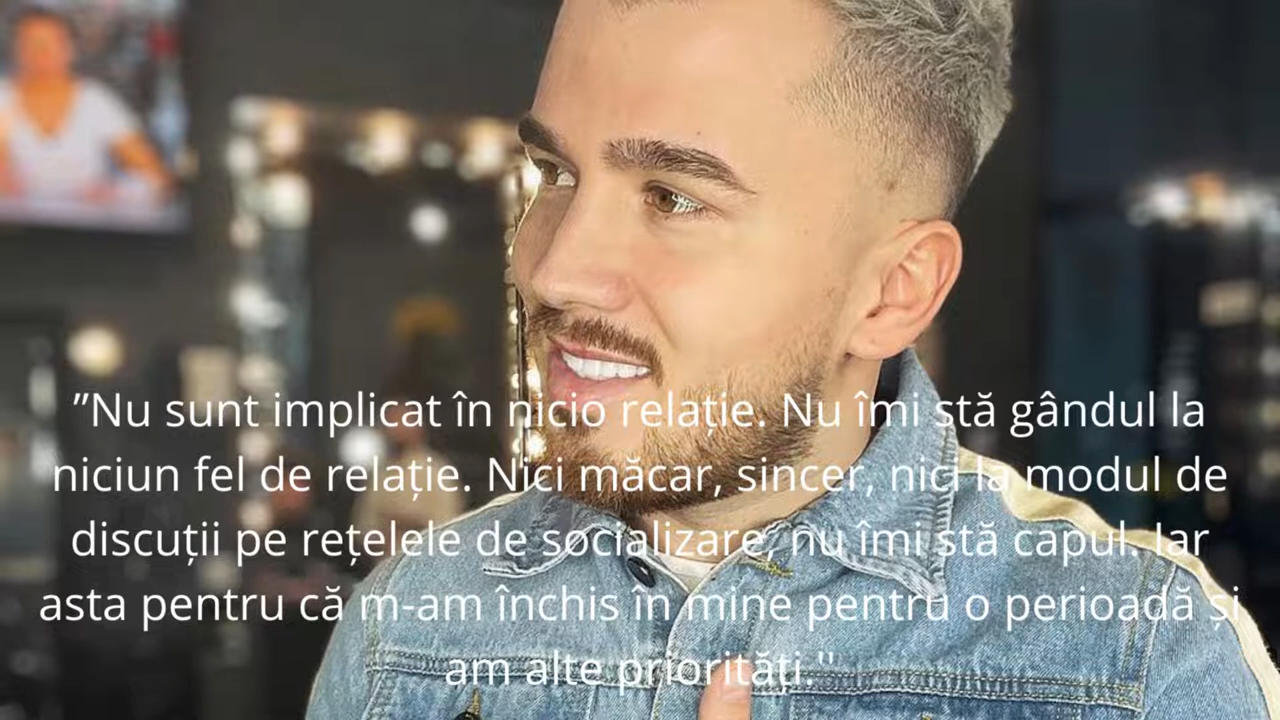 ”Nu sunt implicat în nicio relație. Nu îmi stă gândul la
niciun fel de relație. Nici măcar, sincer, nici la modul de
discuții pe rețelele de socializare, nu îmi stă capul. Iar
asta pentru că m-am închis în mine pentru o perioadă și
am alte priorități."